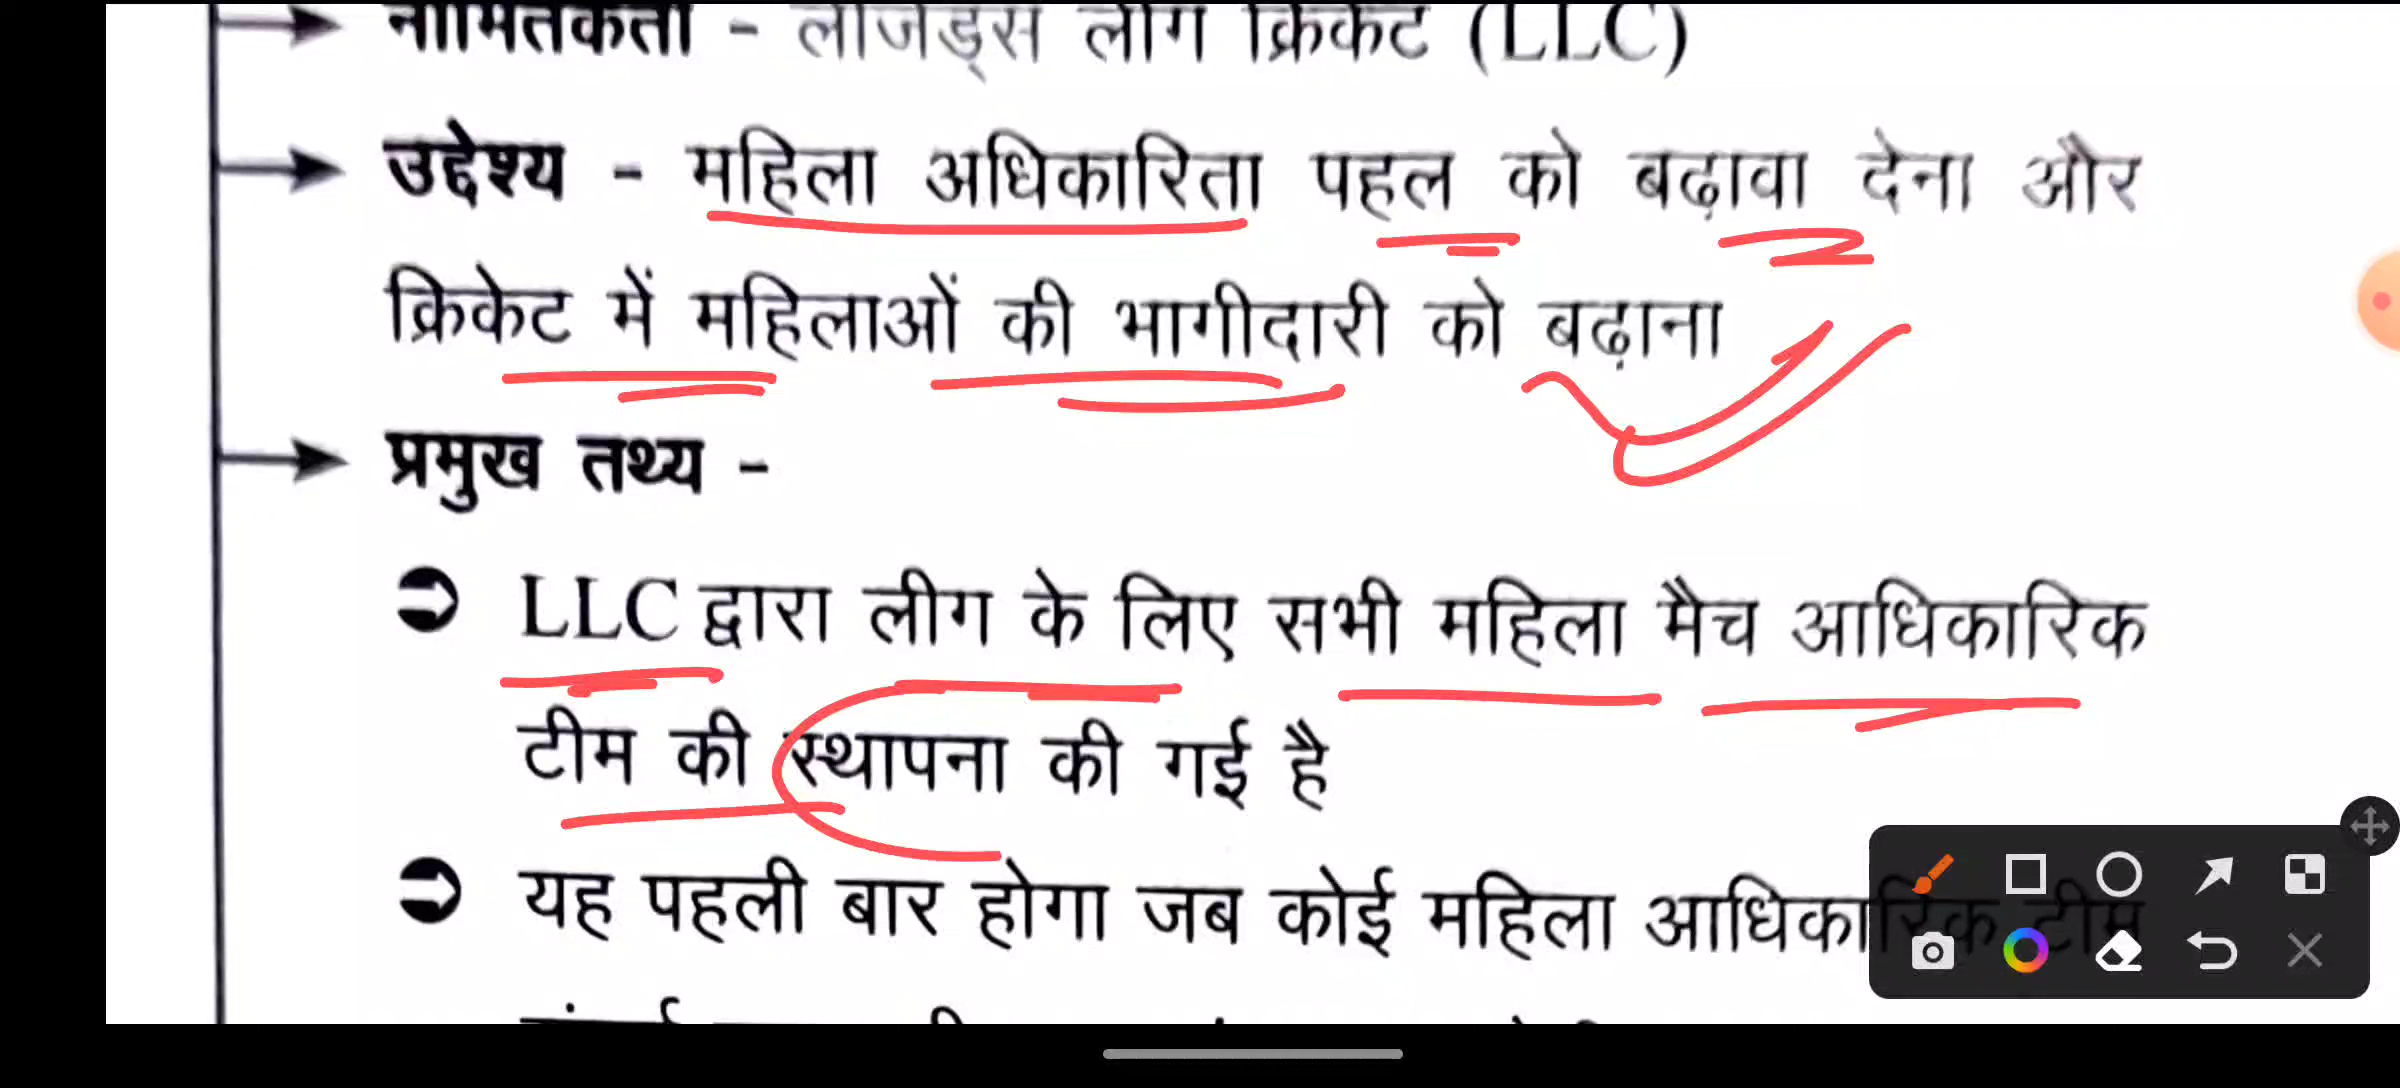 नामितकर्ता - लीजेंड्स लीग क्रिकेट (LLC)
उद्देश्य - महिला अधिकारिता पहल को बढ़ावा देना और
क्रिकेट में महिलाओं की भागीदारी को बढ़ाना
प्रमुख तथ्य -
LLC द्वारा लीग के लिए सभी महिला मैच आधिकारिक
टीम की स्थापना की गई है
यह पहली बार होगा जब कोई महिला आधिकारिक टीम